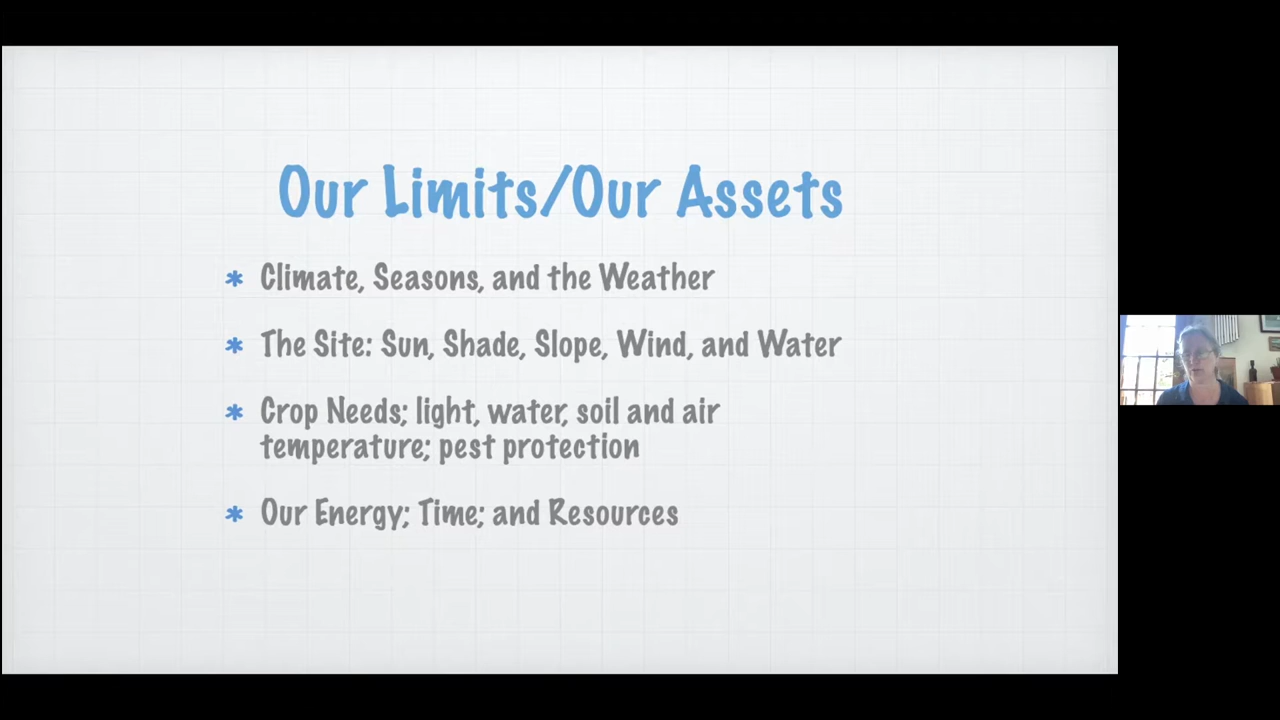 Our Limits/Our Assets
* Climate, Seasons, and the Weather
* The Site: Sun, Shade, Slope, Wind, and Water
* Crop Needs; light, water, soil and air
temperature; pest protection
* Our Energy; Time; and Resources